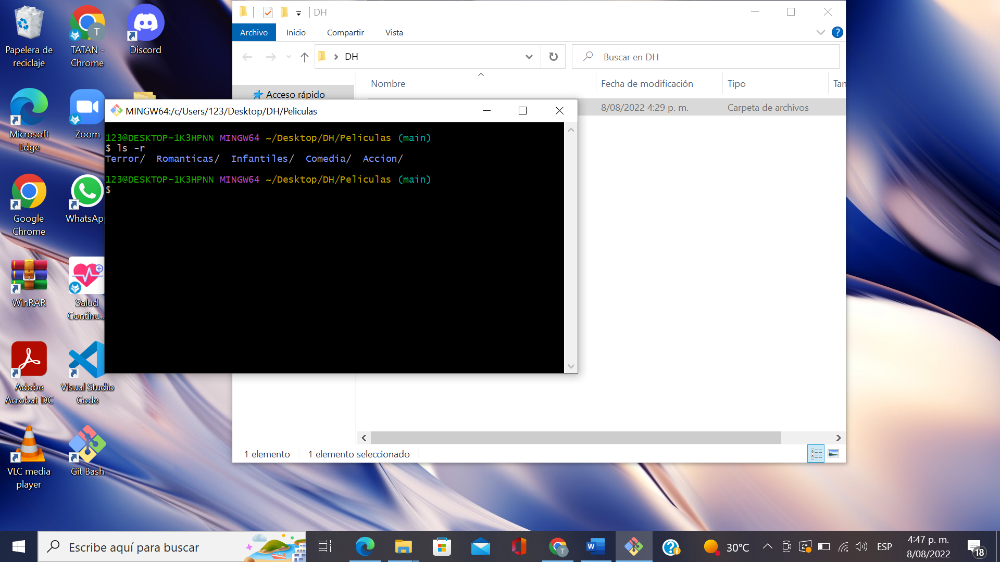 Papelera de
reciclaje
TATAN -
Chrome
T
Discord
Microsoft
Edge
Zoom
Google
Chrome
WhatsAp
WinRAR
Salud
Continu...
Adobe
Acrobat DC
Visual Studio
Code
VLC media
player
Git Bash
DH
Archivo
Inicio
Compartir
Vista
?
DH
Buscar en DH
Nombre
Fecha de modificación
Tipo
Tan
Acceso rápido
8/08/2022 4:29 p. m.
Carpeta de archivos
MINGW64:/c/Users/123/Desktop/DH/Peliculas
123@DESKTOP-1K3HPNN MINGW64 ~/Desktop/DH/Peliculas (main)
$ ls -r
Terror/ Romanticas/ Infantiles/ Comedia/ Accion/
123@DESKTOP-1K3HPNN MINGW64 ~/Desktop/DH/Peliculas (main)
$
1 elemento
1 elemento seleccionado
Escribe aquí para buscar
T
W
?
30°C
ESP
4:47 p. m.
8/08/2022
18